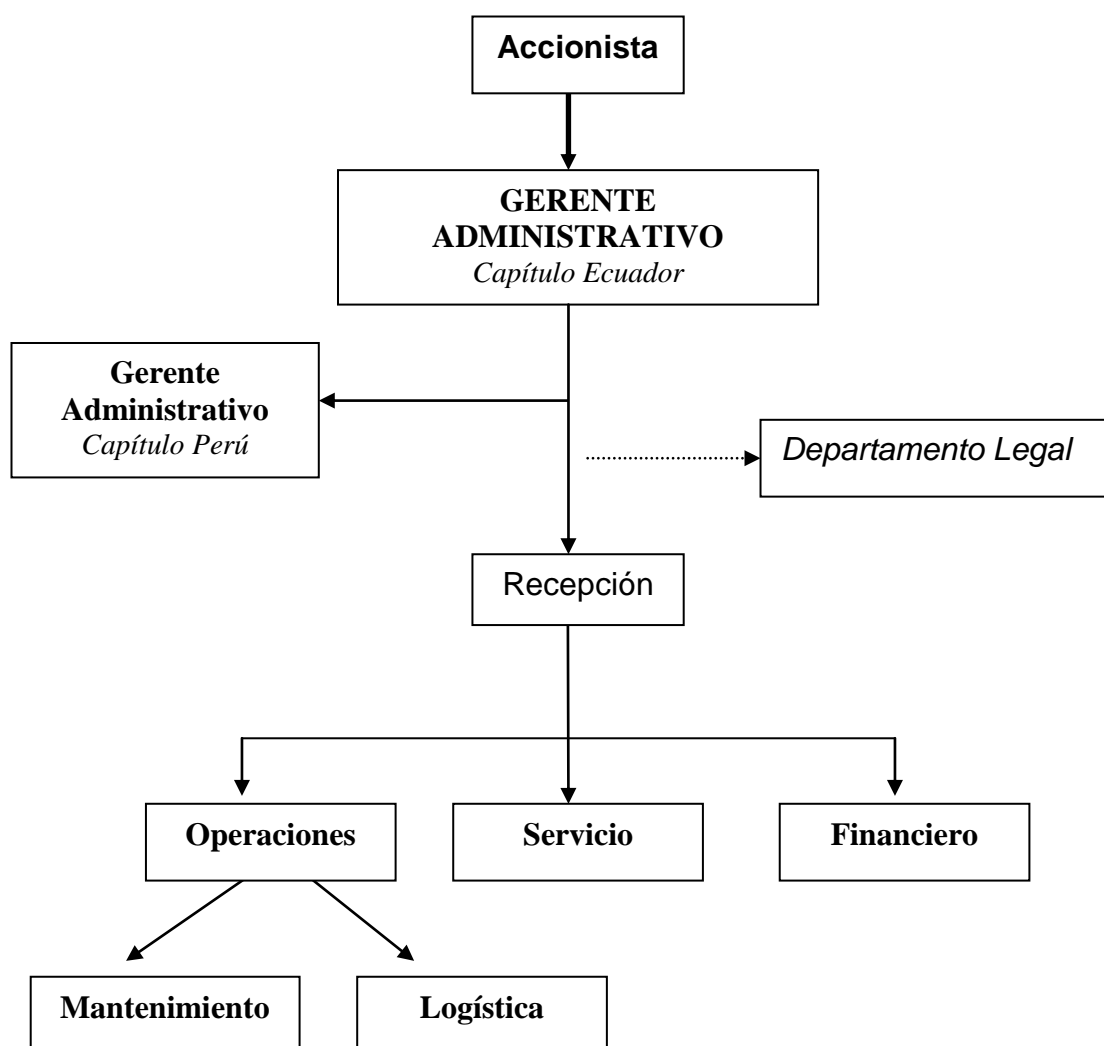 Accionista
GERENTE
ADMINISTRATIVO
Capítulo Ecuador
Gerente
Administrativo
Capítulo Perú
Departamento Legal
Recepción
Operaciones
Servicio
Financiero
Mantenimiento
Logística